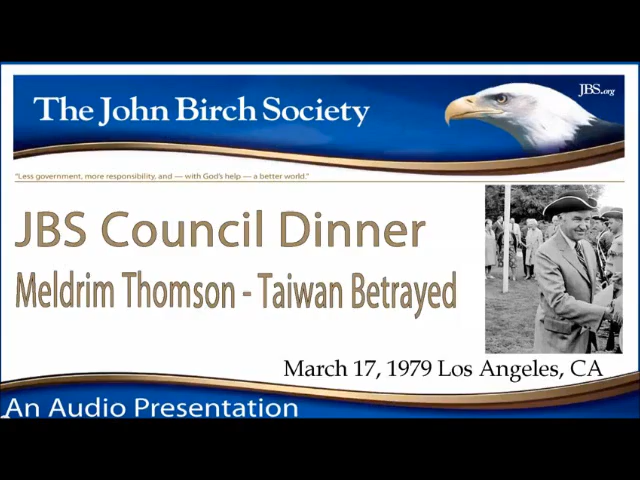 The John Birch Society
JBS.org
"Less government, more responsibility, and — with God's help — a better world."
JBS Council Dinner
Meldrim Thomson - Taiwan Betrayed
March 17, 1979 Los Angeles, CA
An Audio Presentation